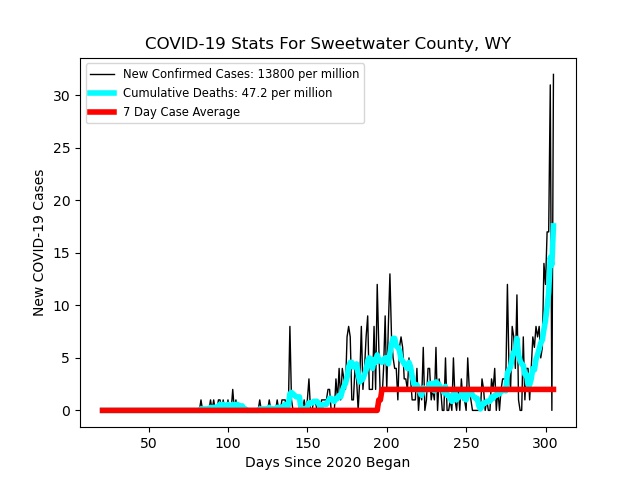 COVID-19 Stats For Sweetwater County, WY
New Confirmed Cases: 13800 per million
Cumulative Deaths: 47.2 per million
7 Day Case Average
New COVID-19 Cases
30
25
20
15
10
5
0
50 100 150 200 250 300
Days Since 2020 Began